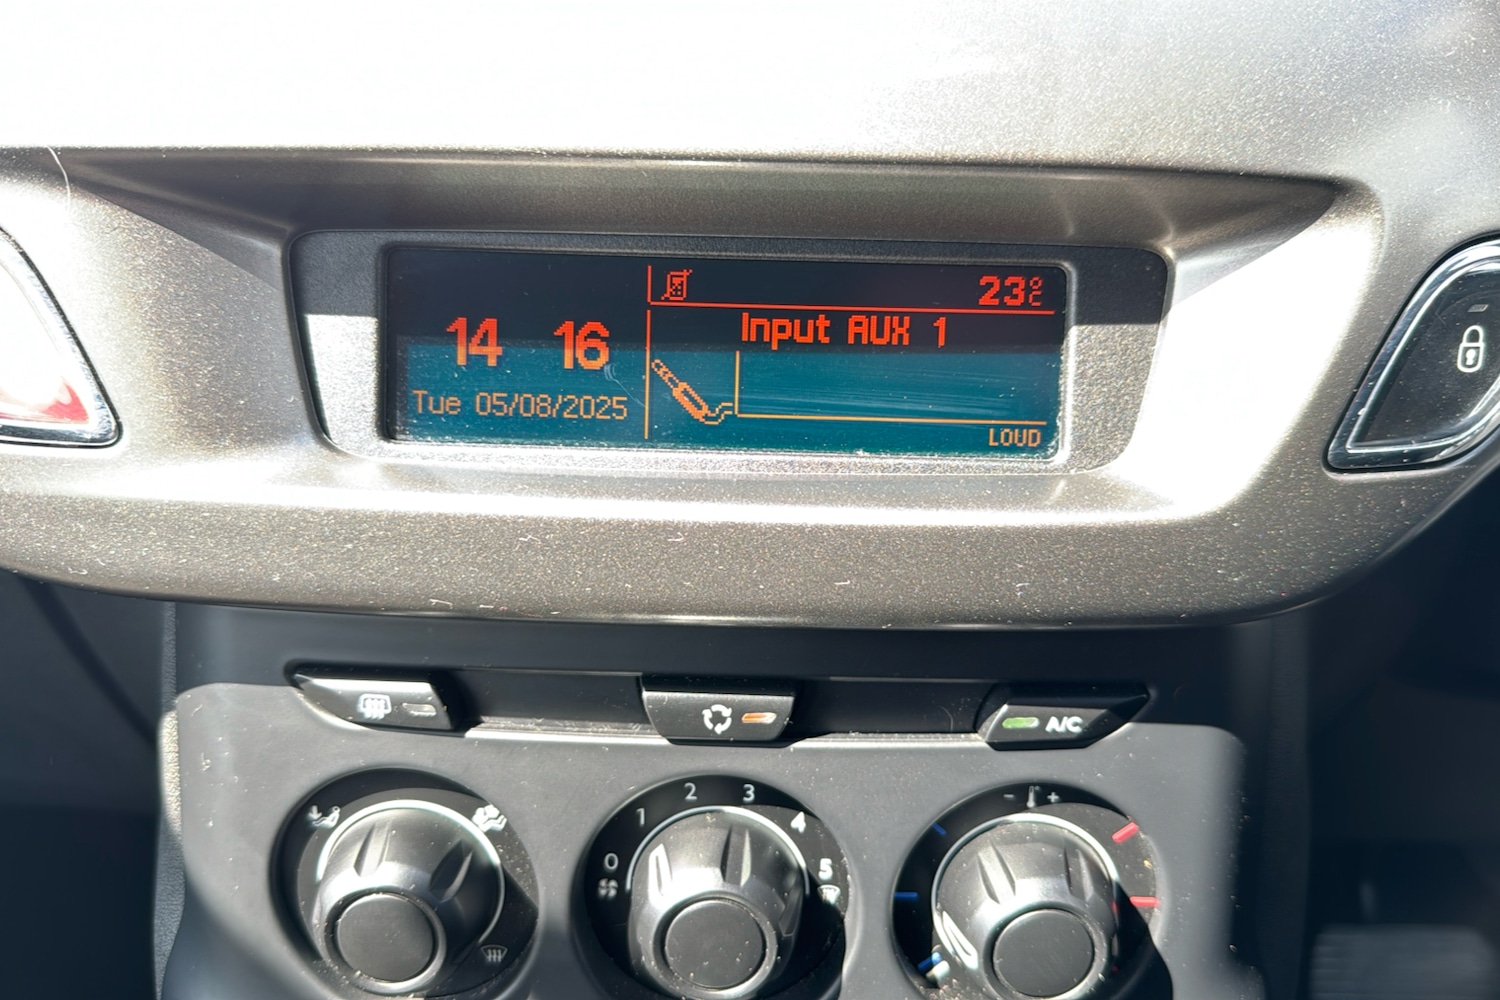 23°C
14 16
Input AUX 1
Tue 05/08/2025
LOUD
A/C
- +
0 1 2 3 4 5